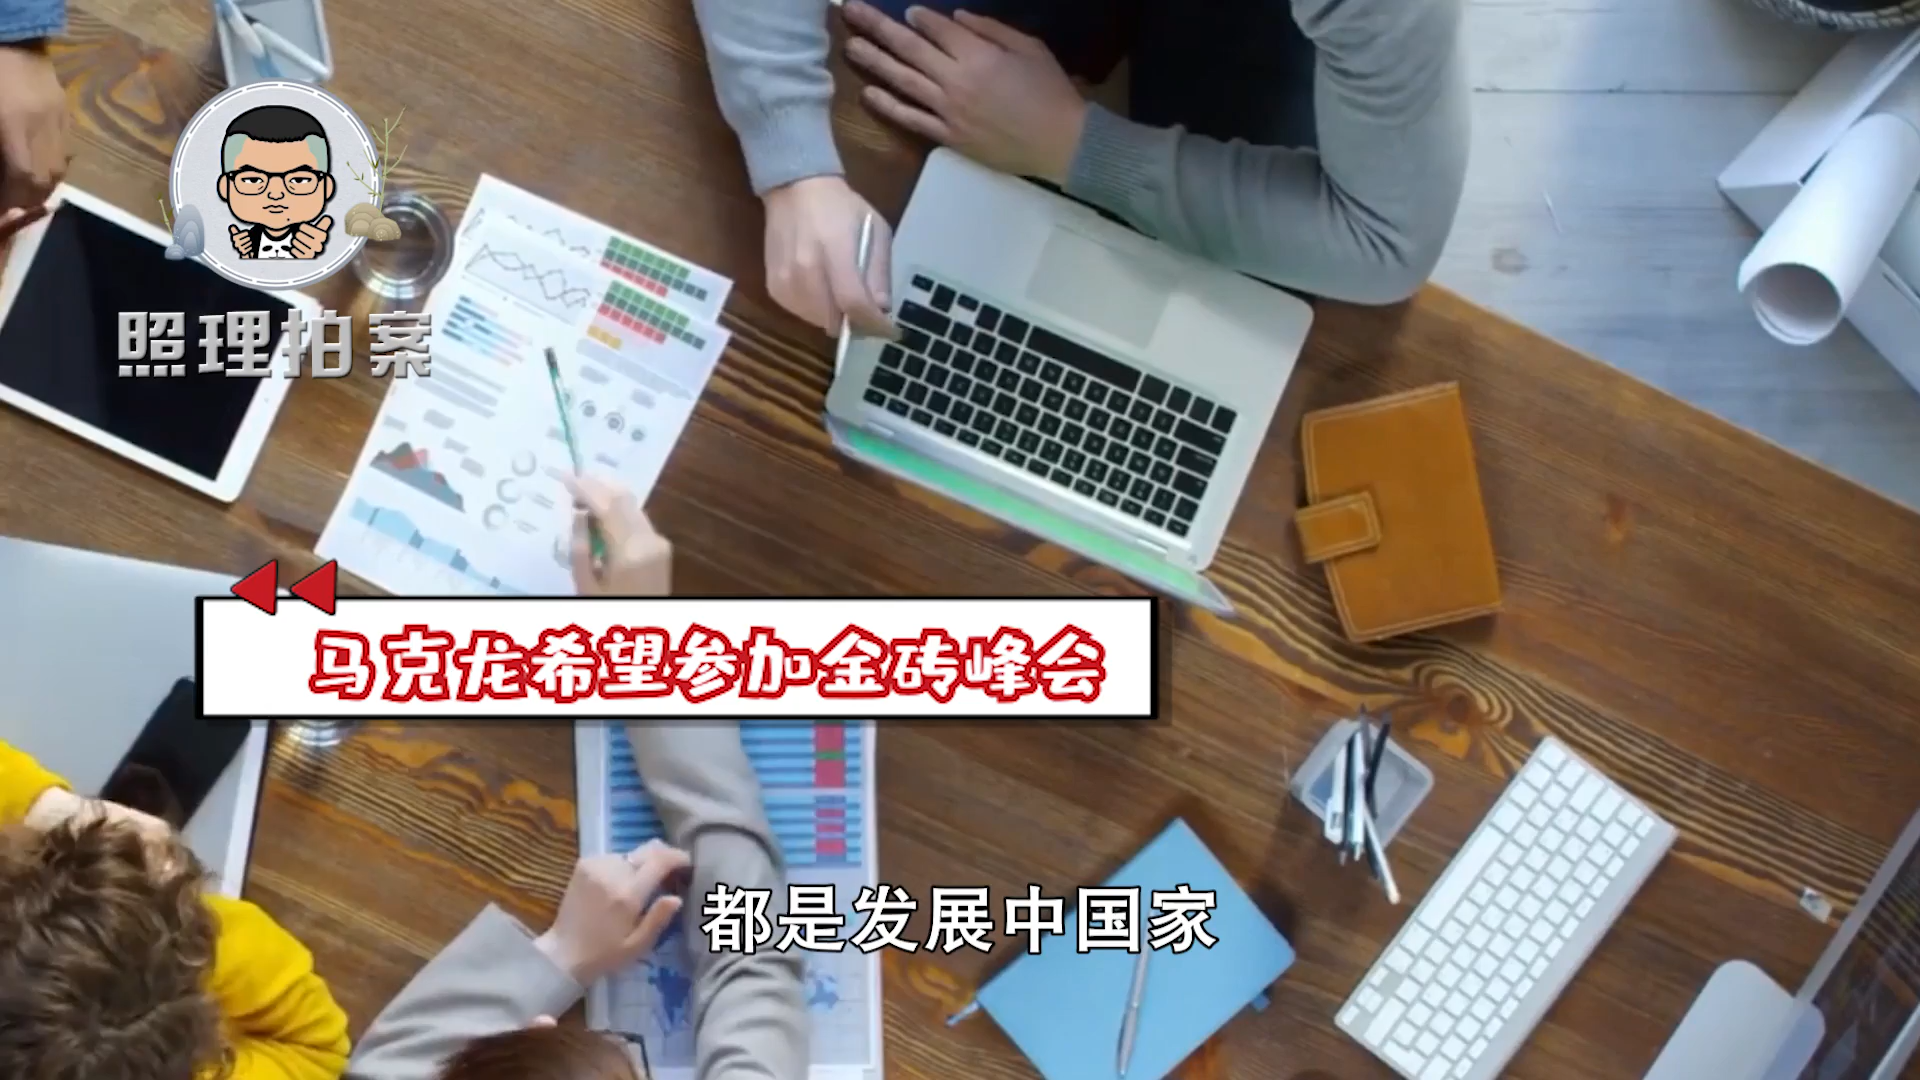 照理拍案
马克龙希望参加金砖峰会
都是发展中国家